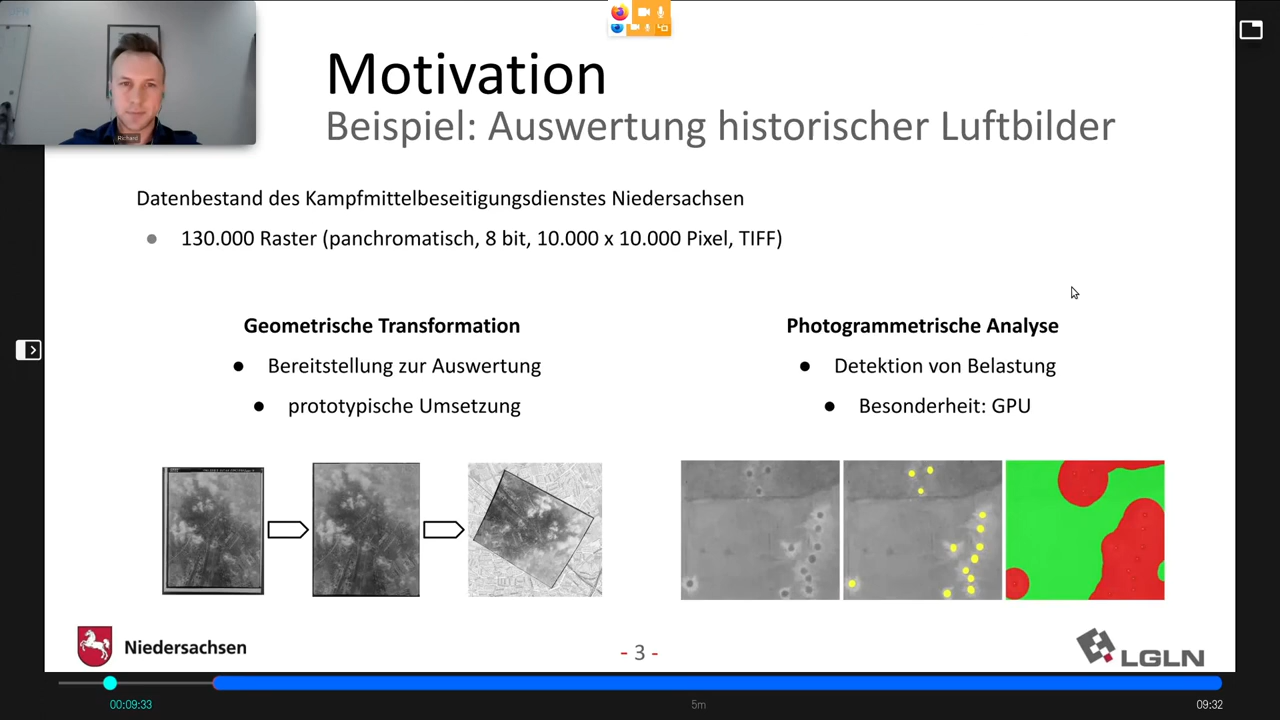 DFN
Richard
Motivation
Beispiel: Auswertung historischer Luftbilder
Datenbestand des Kampfmittelbeseitigungsdienstes Niedersachsen
130.000 Raster (panchromatisch, 8 bit, 10.000 x 10.000 Pixel, TIFF)
Geometrische Transformation
Bereitstellung zur Auswertung
prototypische Umsetzung
Photogrammetrische Analyse
Detektion von Belastung
Besonderheit: GPU
Niedersachsen
- 3 -
LGLN
00:09:33
5m
09:32